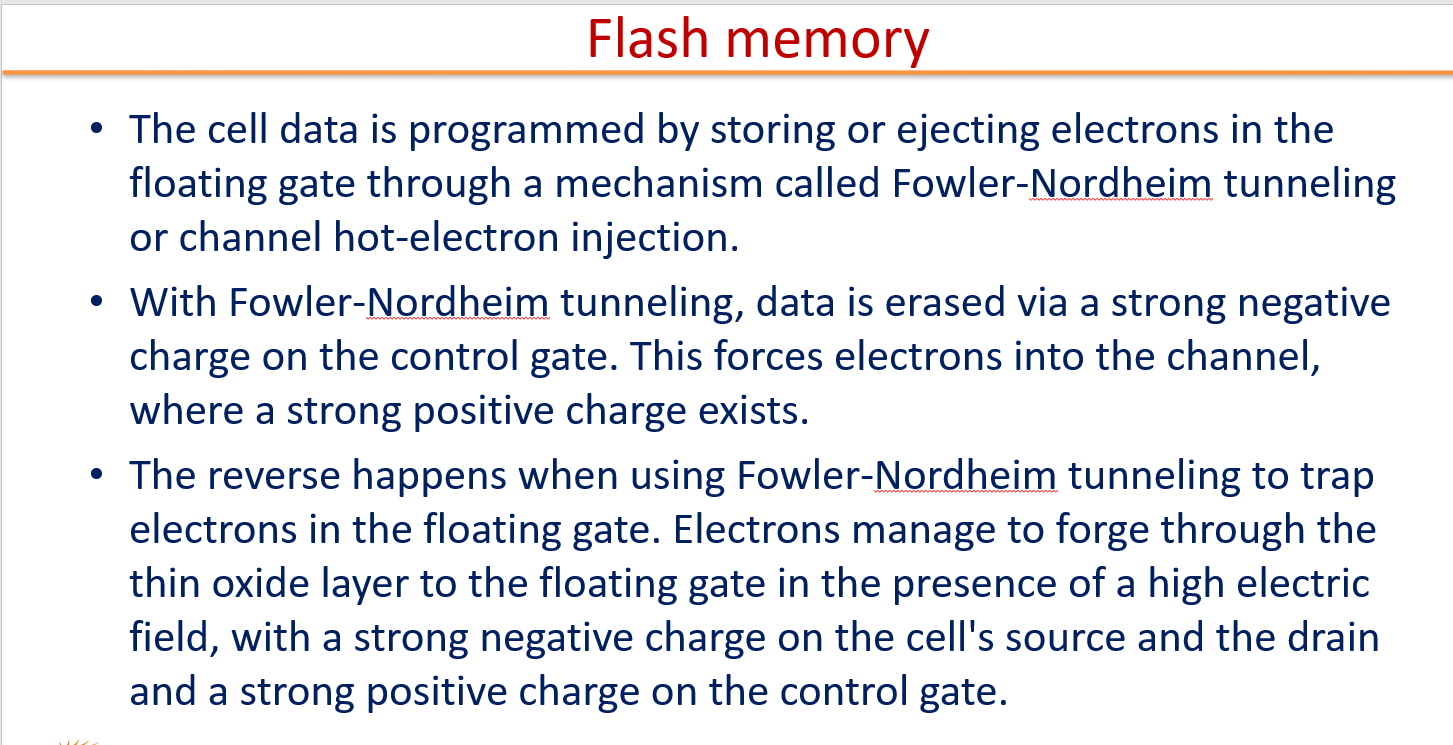 Flash memory
• The cell data is programmed by storing or ejecting electrons in the
floating gate through a mechanism called Fowler-Nordheim tunneling
or channel hot-electron injection.
• With Fowler-Nordheim tunneling, data is erased via a strong negative
charge on the control gate. This forces electrons into the channel,
where a strong positive charge exists.
• The reverse happens when using Fowler-Nordheim tunneling to trap
electrons in the floating gate. Electrons manage to forge through the
thin oxide layer to the floating gate in the presence of a high electric
field, with a strong negative charge on the cell's source and the drain
and a strong positive charge on the control gate.